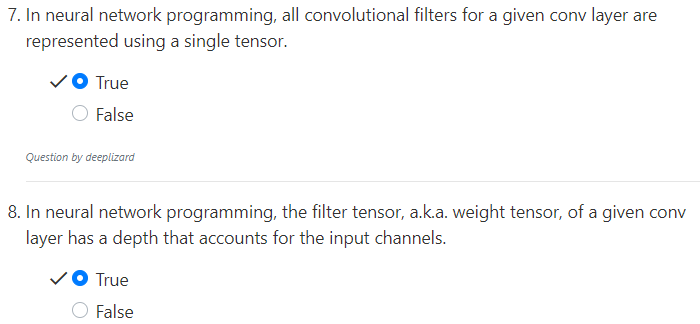 7. In neural network programming, all convolutional filters for a given conv layer are
represented using a single tensor.
True
False
Question by deeplizard
8. In neural network programming, the filter tensor, a.k.a. weight tensor, of a given conv
layer has a depth that accounts for the input channels.
True
False